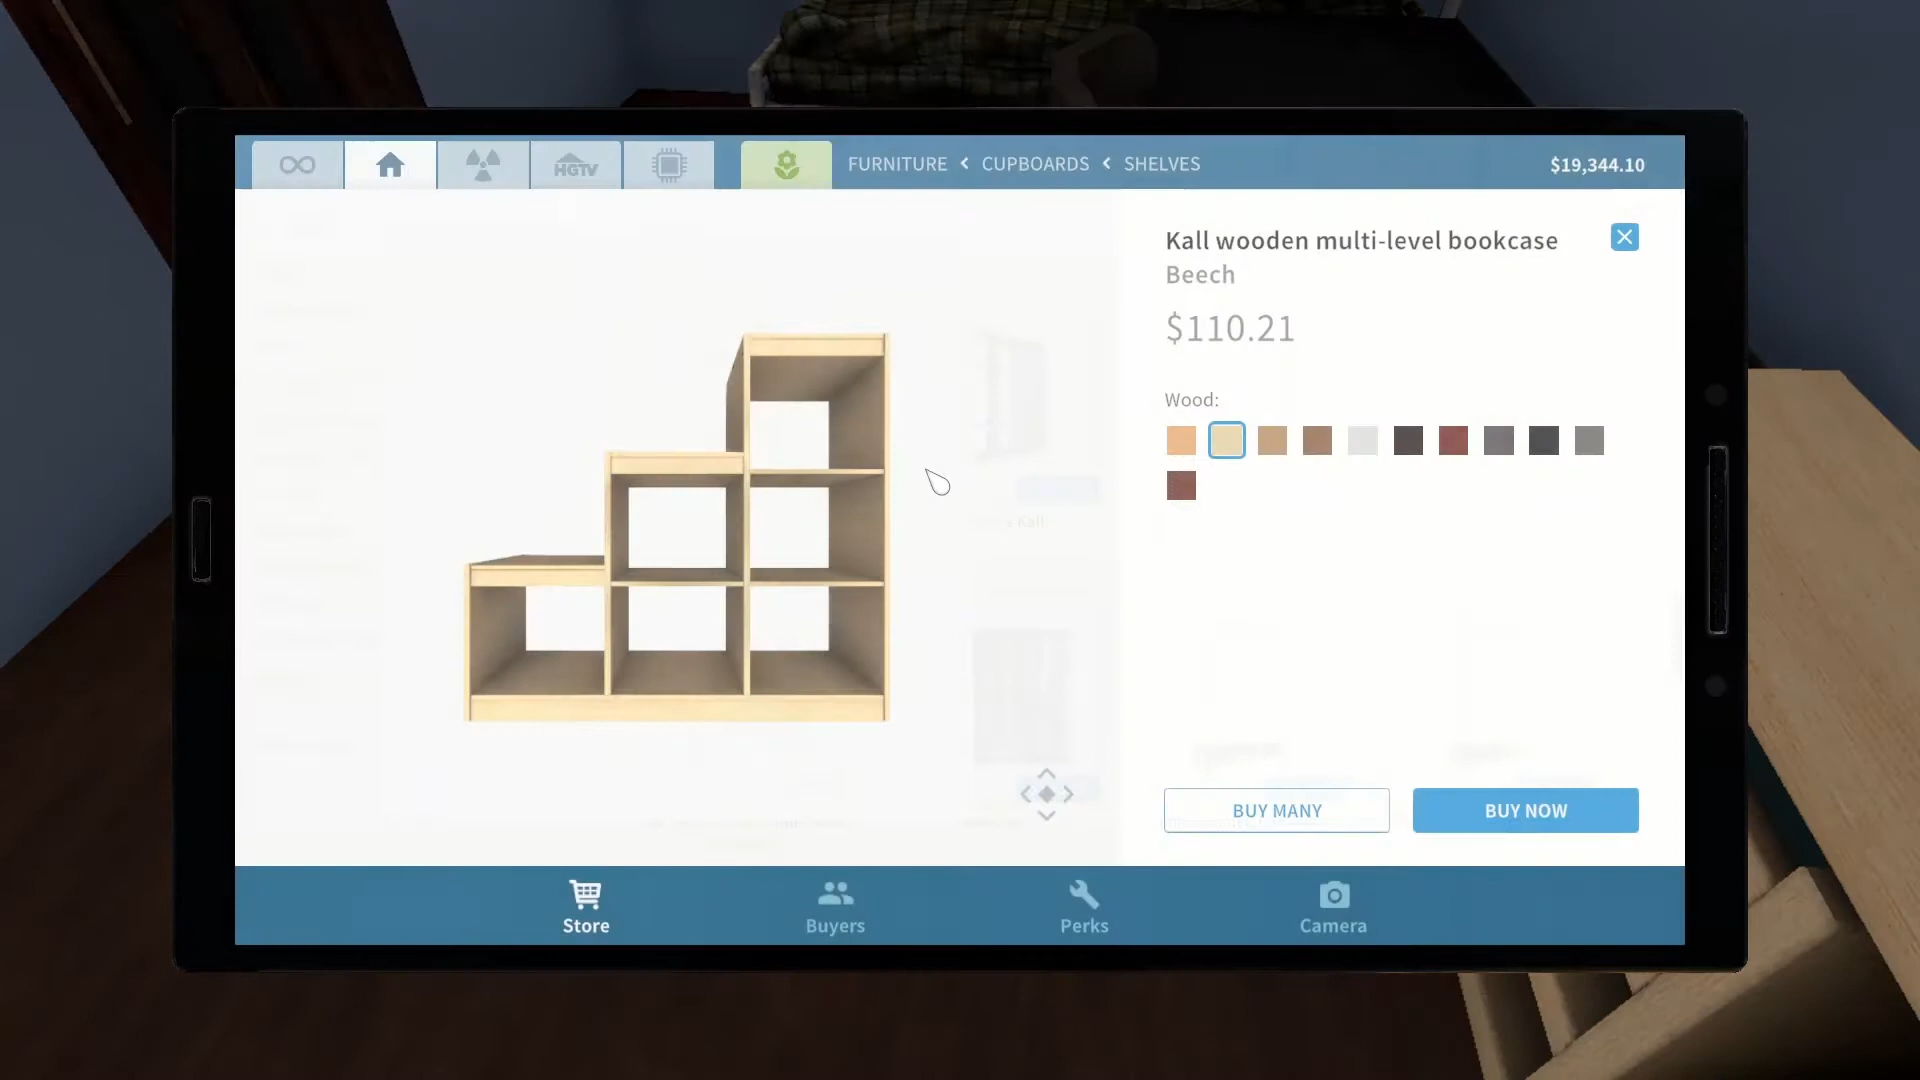 HGTV
FURNITURE < CUPBOARDS < SHELVES
$19,344.10
Kall wooden multi-level bookcase
Beech
$110.21
Wood:
BUY MANY
BUY NOW
Store
Buyers
Perks
Camera